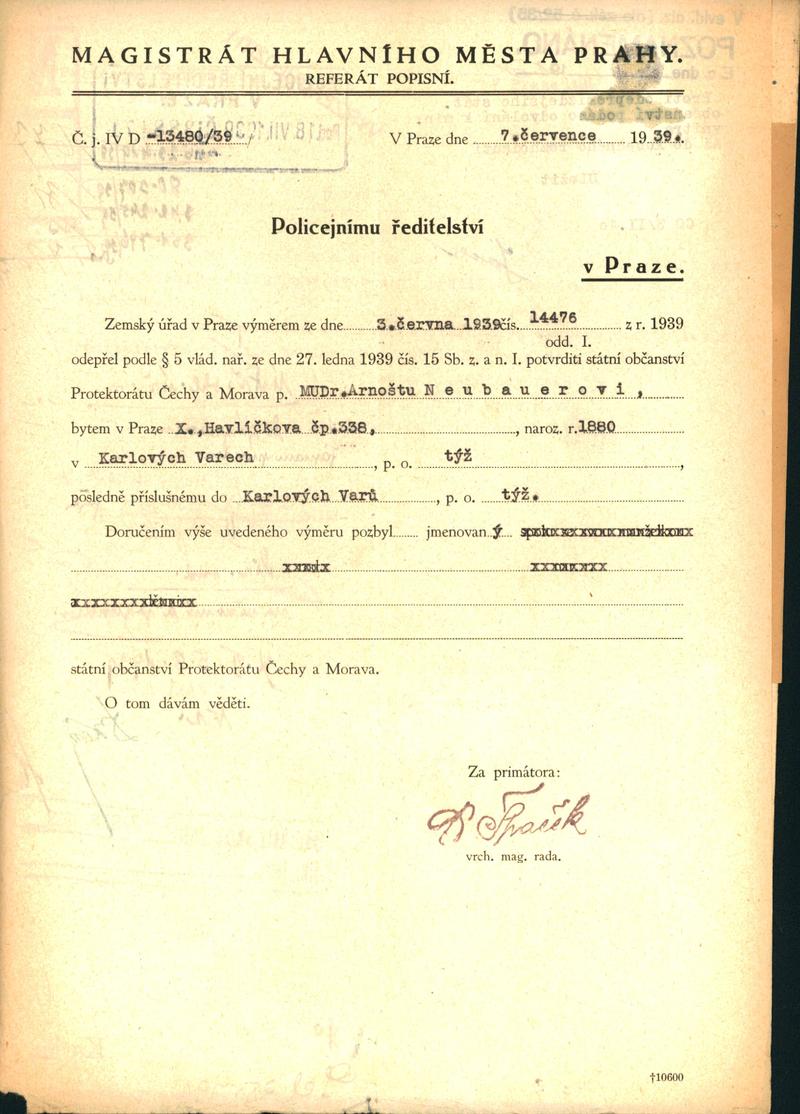 MAGISTRÁT HLAVNÍHO MĚSTA PRAHY.
REFERÁT POPISNÍ.
Č. j. IV D -13480/39 V Praze dne 7.července 1939.
Policejnímu ředitelství
v Praze.
Zemský úřad v Praze výměrem ze dne 3.června 1939 čís. 14476 z r. 1939
odd. I.
odepřel podle § 5 vlád. nař. ze dne 27. ledna 1939 čís. 15 Sb. z. a n. I. potvrditi státní občanství
Protektorátu Čechy a Morava p. MUDr.Arnoštu Neubauerovi,
bytem v Praze X.,Havlíčkova čp.338, , naroz. r. 1880
v Karlových Varech , p. o. týž ,
posledně příslušnému do Karlových Varů , p. o. týž.
Doručením výše uvedeného výměru pozbyl jmenovan ý
státní občanství Protektorátu Čechy a Morava.
O tom dávám věděti.
Za primátora:
vrch. mag. rada.
†10600